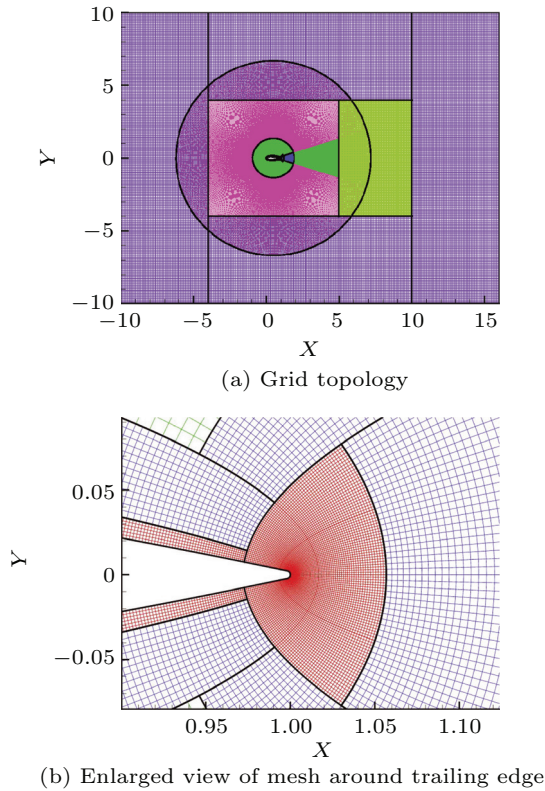 10
5
0
−5
−10
Y
−10 −5 0 5 10 15
X
(a) Grid topology
0.05
0
−0.05
Y
0.95 1.00 1.05 1.10
X
(b) Enlarged view of mesh around trailing edge